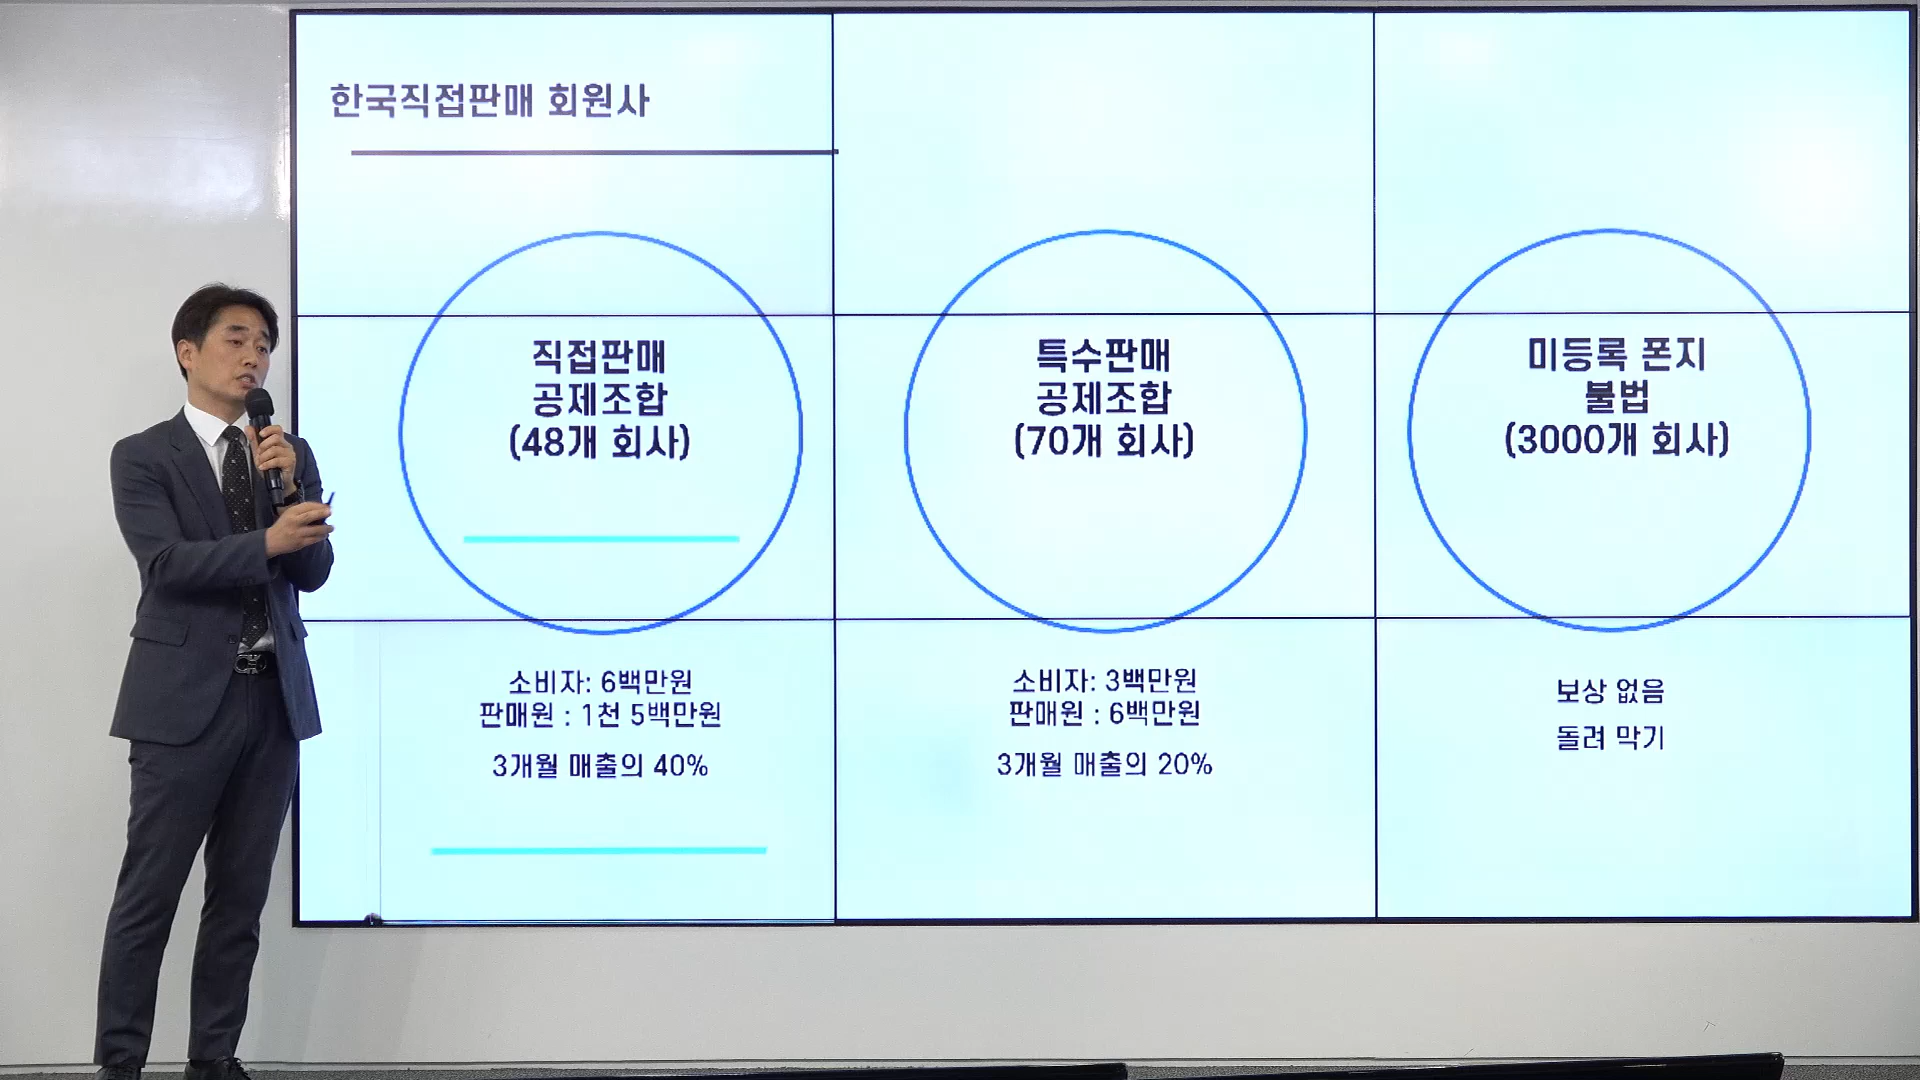 한국직접판매 회원사
직접판매
공제조합
(48개 회사)
특수판매
공제조합
(70개 회사)
미등록 폰지
불법
(3000개 회사)
소비자: 6백만원
판매원 : 1천 5백만원
3개월 매출의 40%
소비자: 3백만원
판매원 : 6백만원
3개월 매출의 20%
보상 없음
돌려 막기